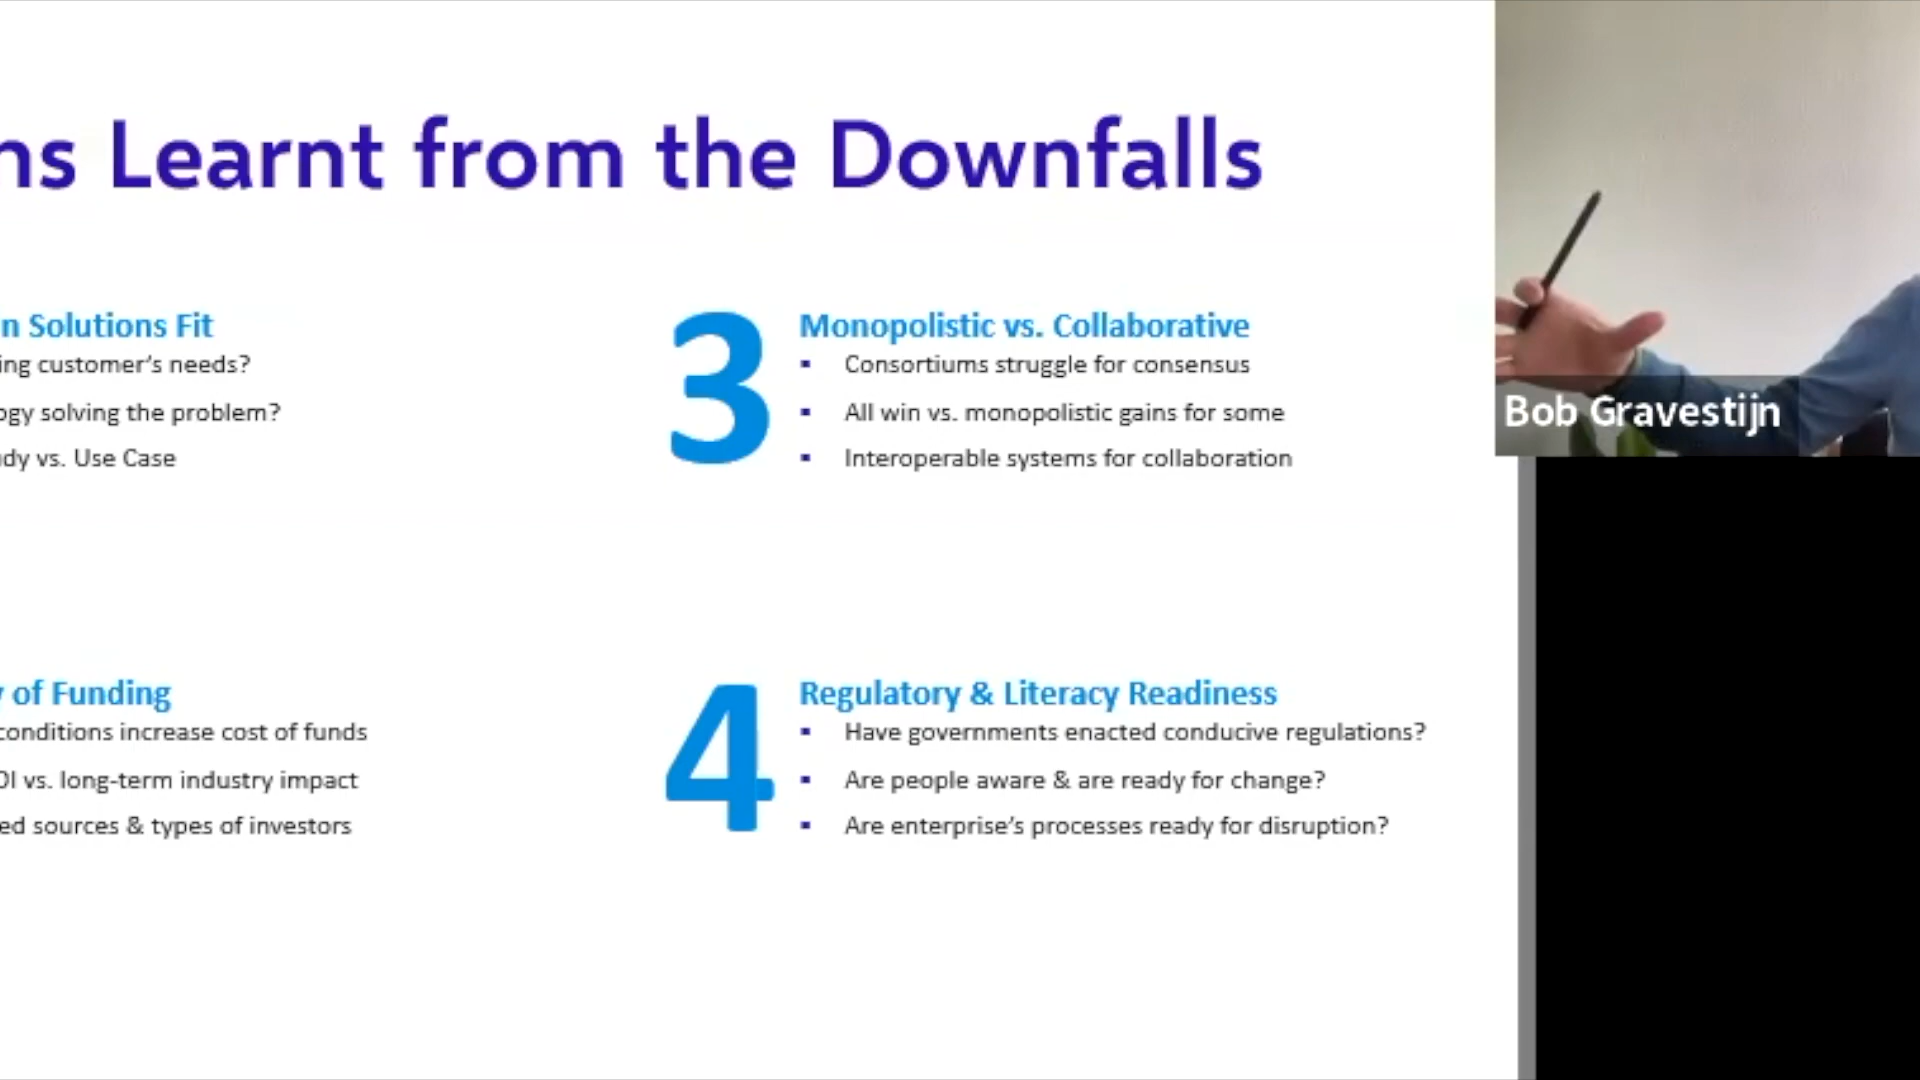 ns Learnt from the Downfalls
n Solutions Fit
ing customer's needs?
ogy solving the problem?
udy vs. Use Case
3
Monopolistic vs. Collaborative
▪ Consortiums struggle for consensus
▪ All win vs. monopolistic gains for some
▪ Interoperable systems for collaboration
Bob Gravestijn
y of Funding
conditions increase cost of funds
OI vs. long-term industry impact
ed sources & types of investors
4
Regulatory & Literacy Readiness
▪ Have governments enacted conducive regulations?
▪ Are people aware & are ready for change?
▪ Are enterprise's processes ready for disruption?